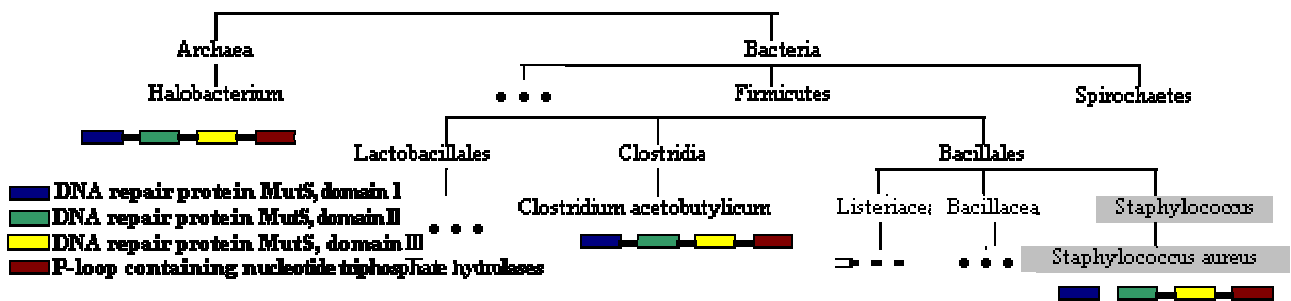 Archaea
Bacteria
Halobacterium
Firmicutes
Spirochaetes
Lactobacillales
Clostridia
Bacillales
DNA repair protein MutS, domain I
DNA repair protein MutS, domain II
DNA repair protein MutS, domain III
P-loop containing nucleotide triphosphate hydrolases
Clostridium acetobutylicum
Listeriacea
Bacillacea
Staphylococcus
Staphylococcus aureus